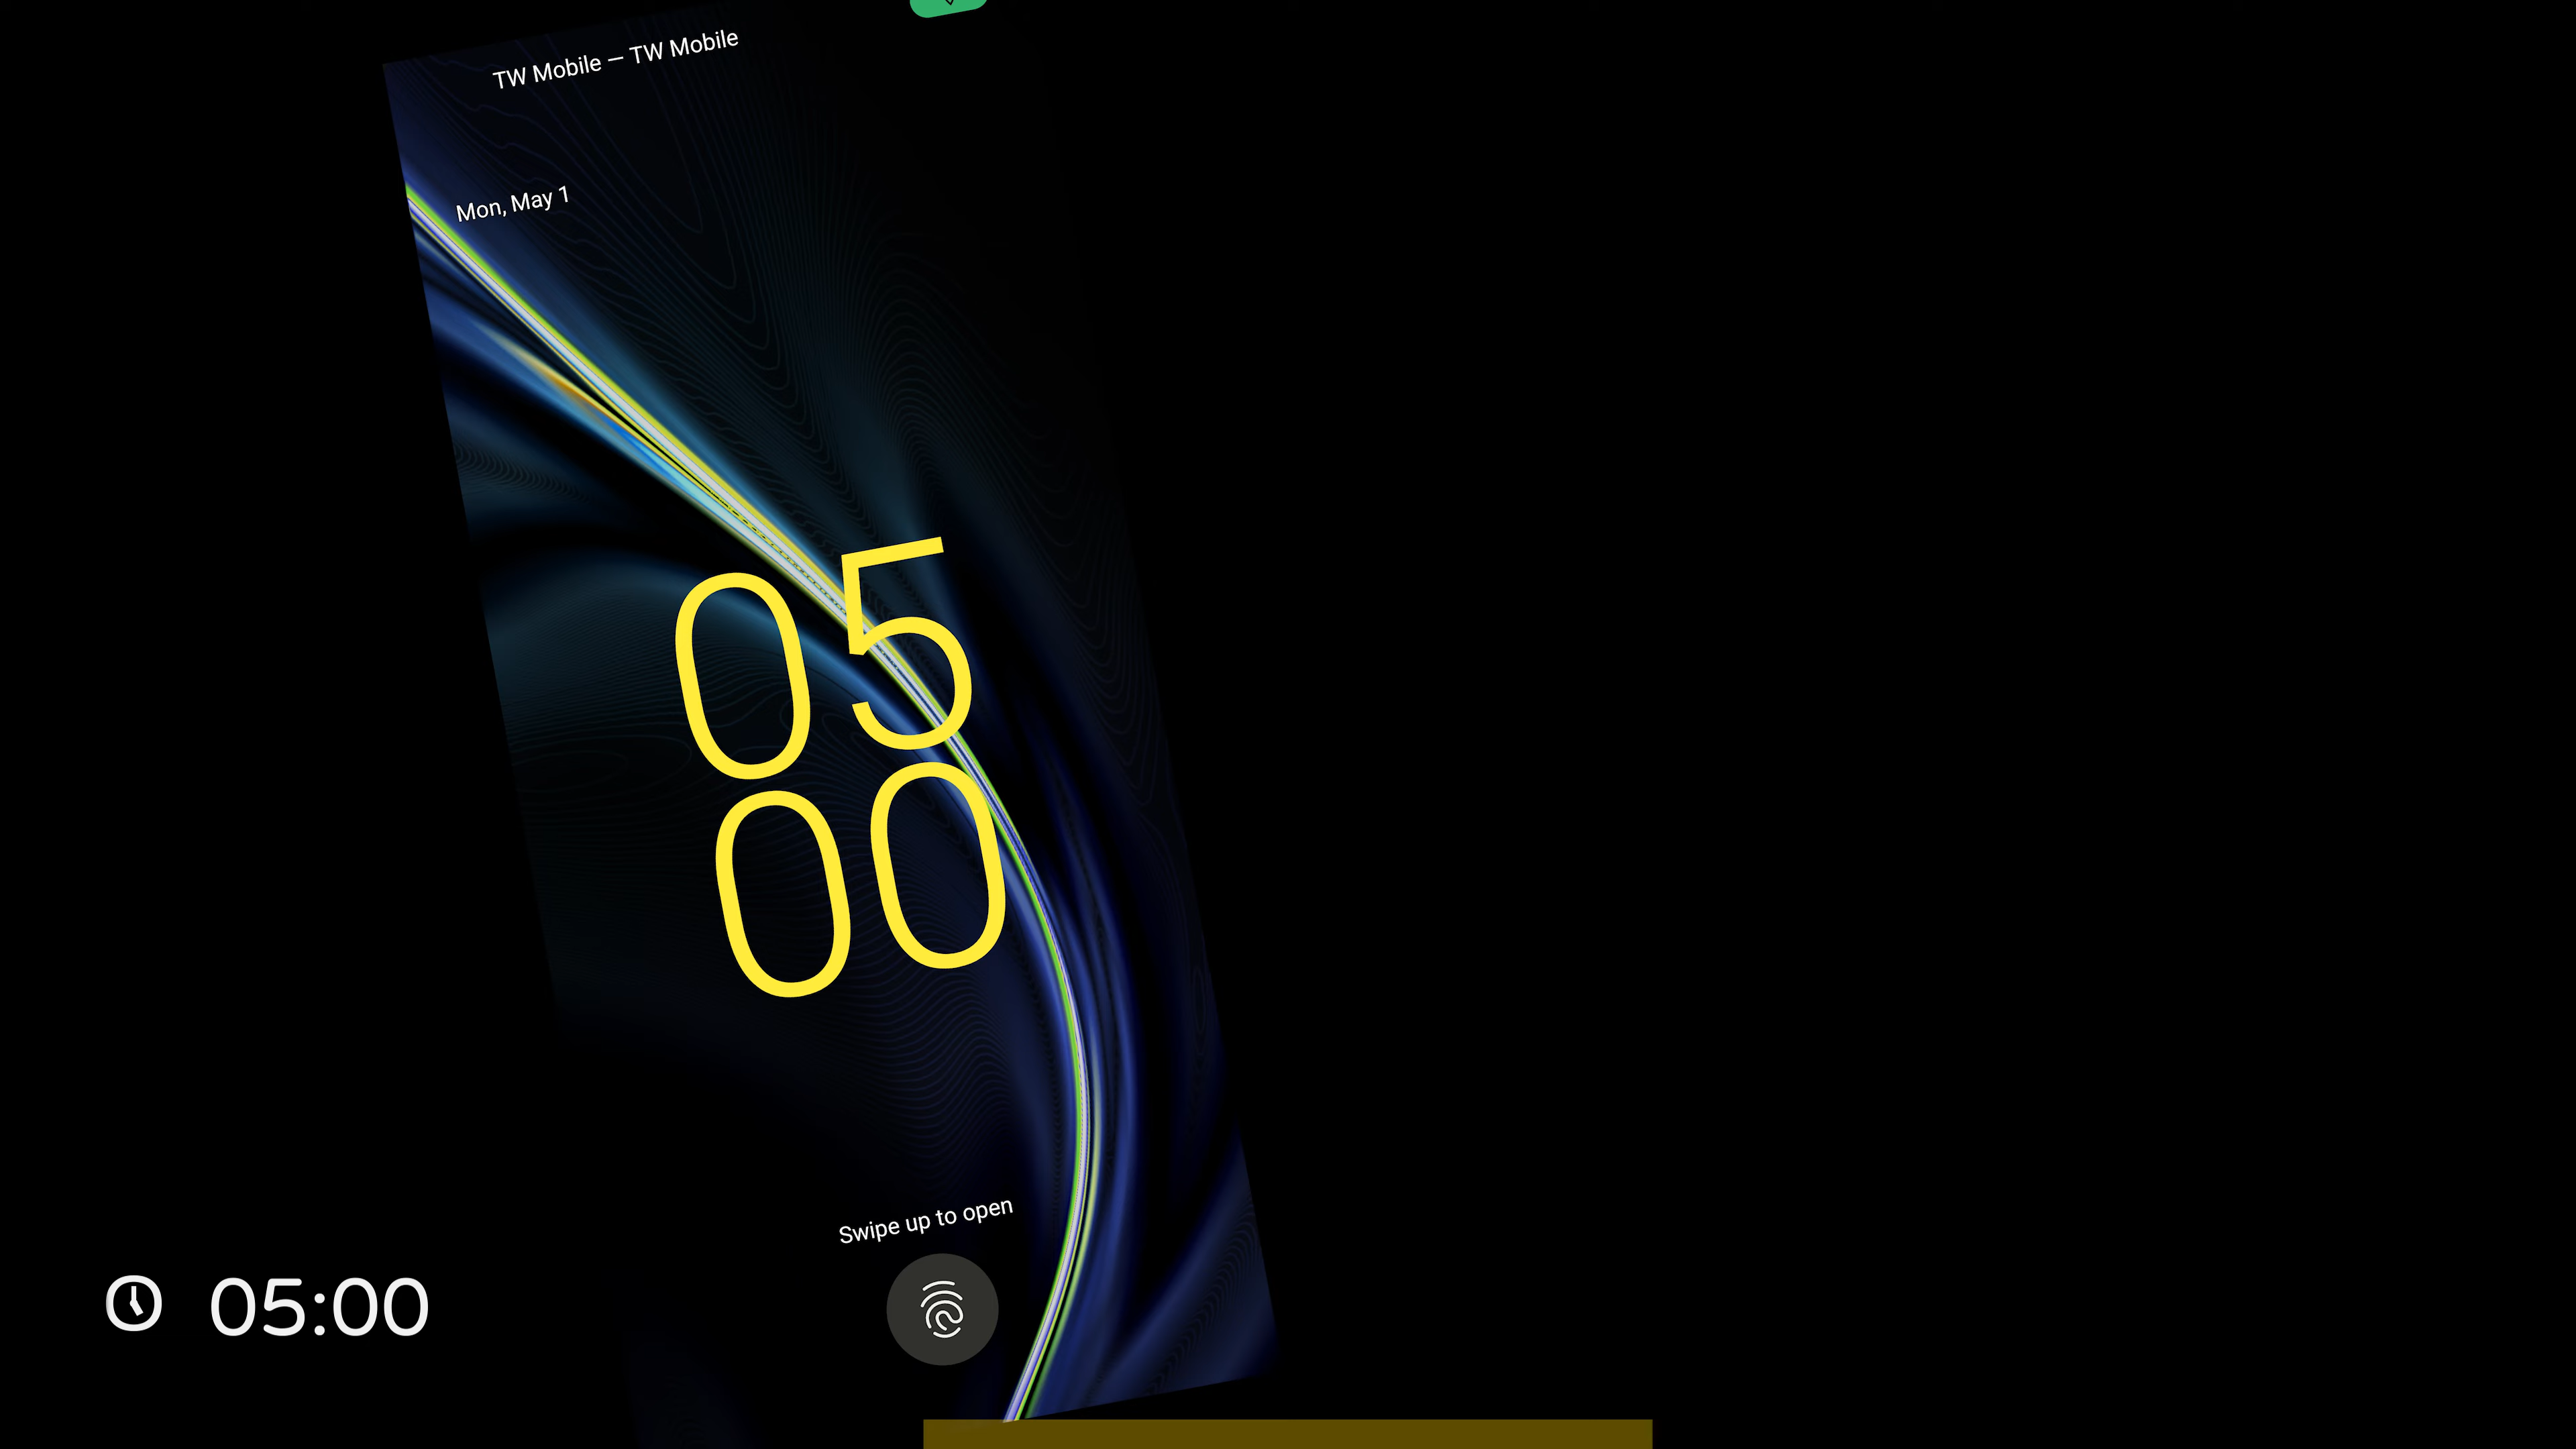 TW Mobile — TW Mobile
Mon, May 1
05
00
Swipe up to open
05:00